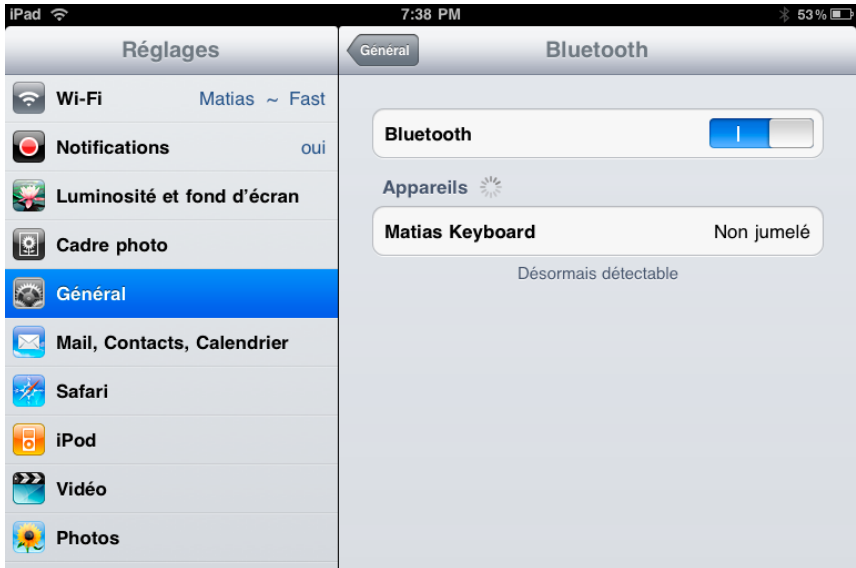 iPad 7:38 PM 53%
Réglages
Wi-Fi Matias ~ Fast
Notifications oui
Luminosité et fond d'écran
Cadre photo
Général
Mail, Contacts, Calendrier
Safari
iPod
Vidéo
Photos
Général Bluetooth
Bluetooth
Appareils
Matias Keyboard Non jumelé
Désormais détectable